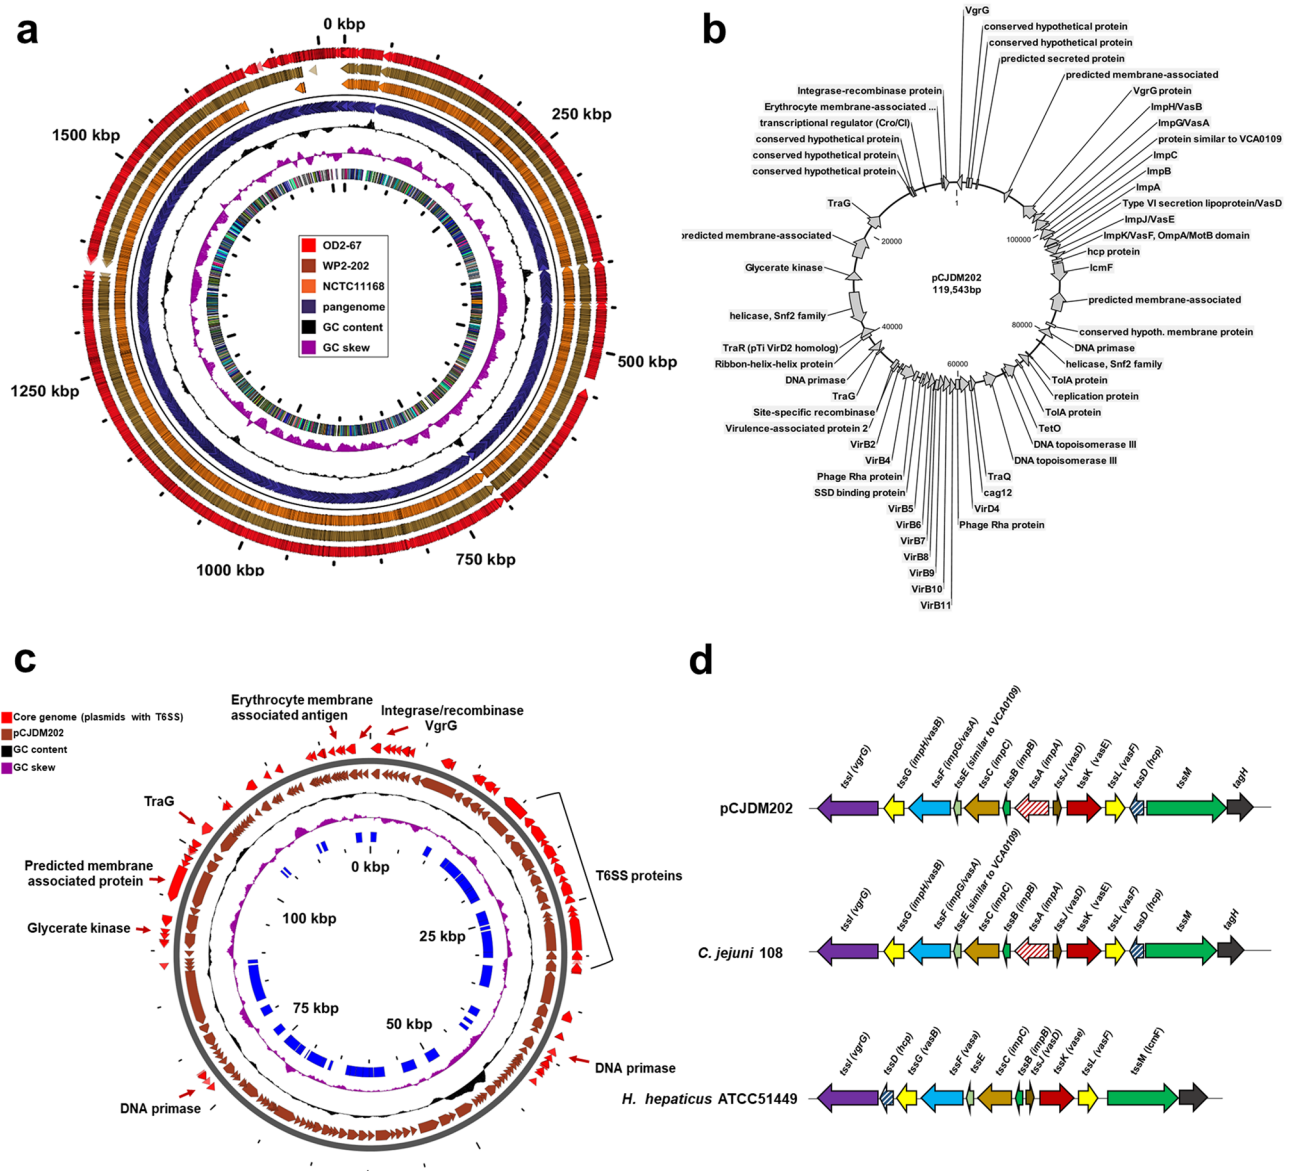 a
0 kbp
250 kbp
500 kbp
750 kbp
1000 kbp
1250 kbp
1500 kbp
OD2-67
WP2-202
NCTC11168
pangenome
GC content
GC skew
b
VgrG
conserved hypothetical protein
conserved hypothetical protein
predicted secreted protein
predicted membrane-associated
VgrG protein
ImpH/VasB
ImpG/VasA
protein similar to VCA0109
ImpC
ImpB
ImpA
Type VI secretion lipoprotein/VasD
ImpJ/VasE
ImpK/VasF, OmpA/MotB domain
hcp protein
IcmF
predicted membrane-associated
conserved hypoth. membrane protein
DNA primase
helicase, Snf2 family
TolA protein
replication protein
TolA protein
TetO
DNA topoisomerase III
DNA topoisomerase III
TraQ
cag12
VirD4
Phage Rha protein
Integrase-recombinase protein
Erythrocyte membrane-associated ...
transcriptional regulator (Cro/CI)
conserved hypothetical protein
conserved hypothetical protein
conserved hypothetical protein
TraG
predicted membrane-associated
Glycerate kinase
helicase, Snf2 family
TraR (pTi VirD2 homolog)
Ribbon-helix-helix protein
DNA primase
TraG
Site-specific recombinase
Virulence-associated protein 2
VirB2
VirB4
Phage Rha protein
SSD binding protein
VirB5
VirB6
VirB7
VirB8
VirB9
VirB10
VirB11
1
20000
40000
60000
80000
100000
pCJDM202
119,543bp
c
Core genome (plasmids with T6SS)
pCJDM202
GC content
GC skew
Erythrocyte membrane
associated antigen
Integrase/recombinase
VgrG
TraG
Predicted membrane
associated protein
Glycerate kinase
DNA primase
T6SS proteins
DNA primase
0 kbp
25 kbp
50 kbp
75 kbp
100 kbp
d
pCJDM202
tssI (vgrG)
tssG (impH/vasB)
tssF (impG/vasA)
tssE (similar to VCA0109)
tssC (impC)
tssB (impB)
tssA (impA)
tssJ (vasD)
tssK (vasE)
tssL (vasF)
tssD (hcp)
tssM
tagH
C. jejuni 108
tssI (vgrG)
tssG (impH/vasB)
tssF (impG/vasA)
tssE (similar to VCA0109)
tssC (impC)
tssB (impB)
tssA (impA)
tssJ (vasD)
tssK (vasE)
tssL (vasF)
tssD (hcp)
tssM
tagH
H. hepaticus ATCC51449
tssI (vgrG)
tssD (hcp)
tssG (vasB)
tssF (vasa)
tssE
tssC (impC)
tssB (impB)
tssJ (vasD)
tssK (vase)
tssL (vasF)
tssM (icmF)